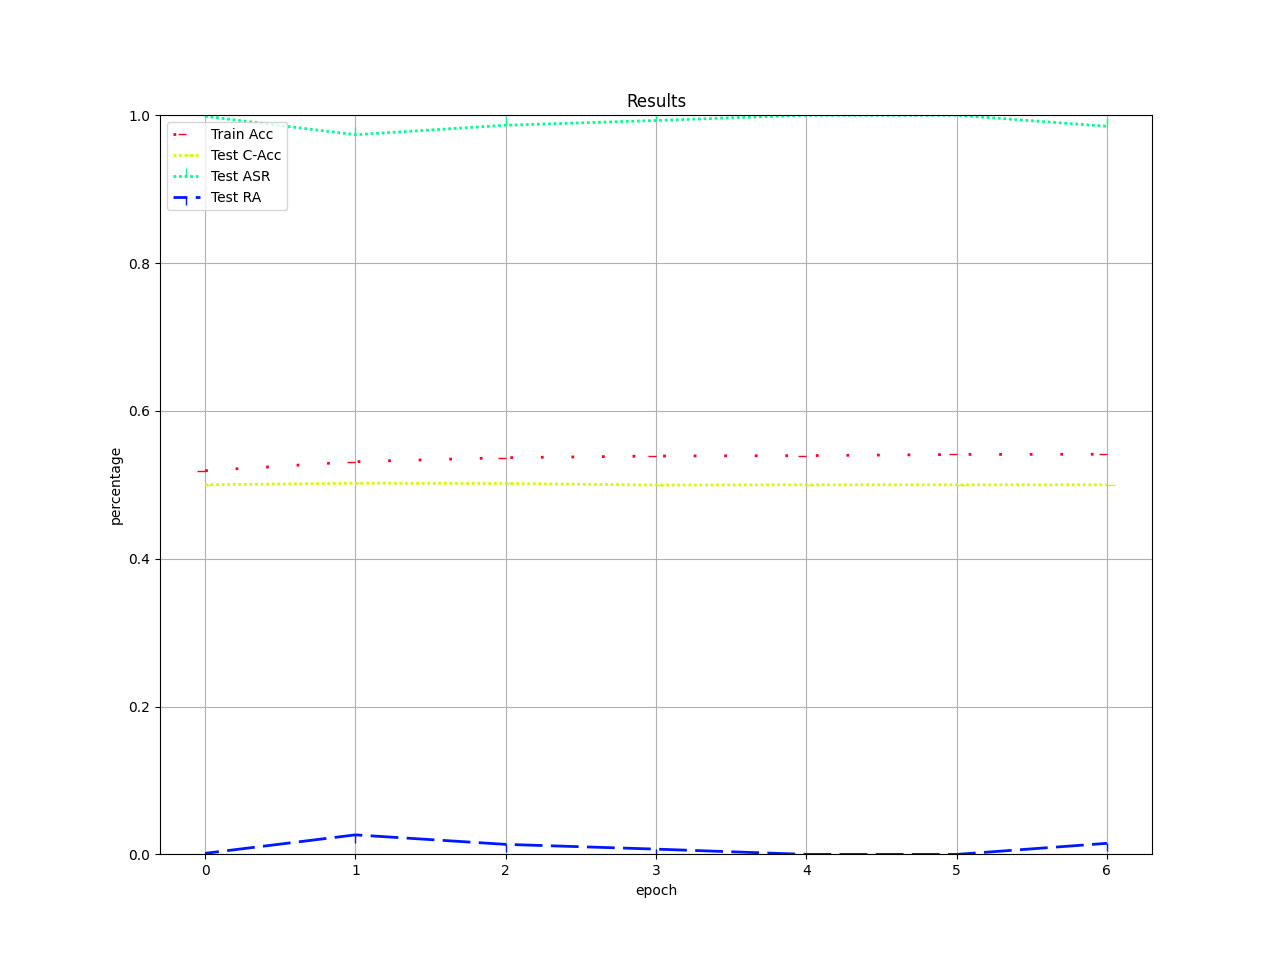 Results
1.0
0.8
0.6
0.4
0.2
0.0
percentage
Train Acc
Test C-Acc
Test ASR
Test RA
0 1 2 3 4 5 6
epoch